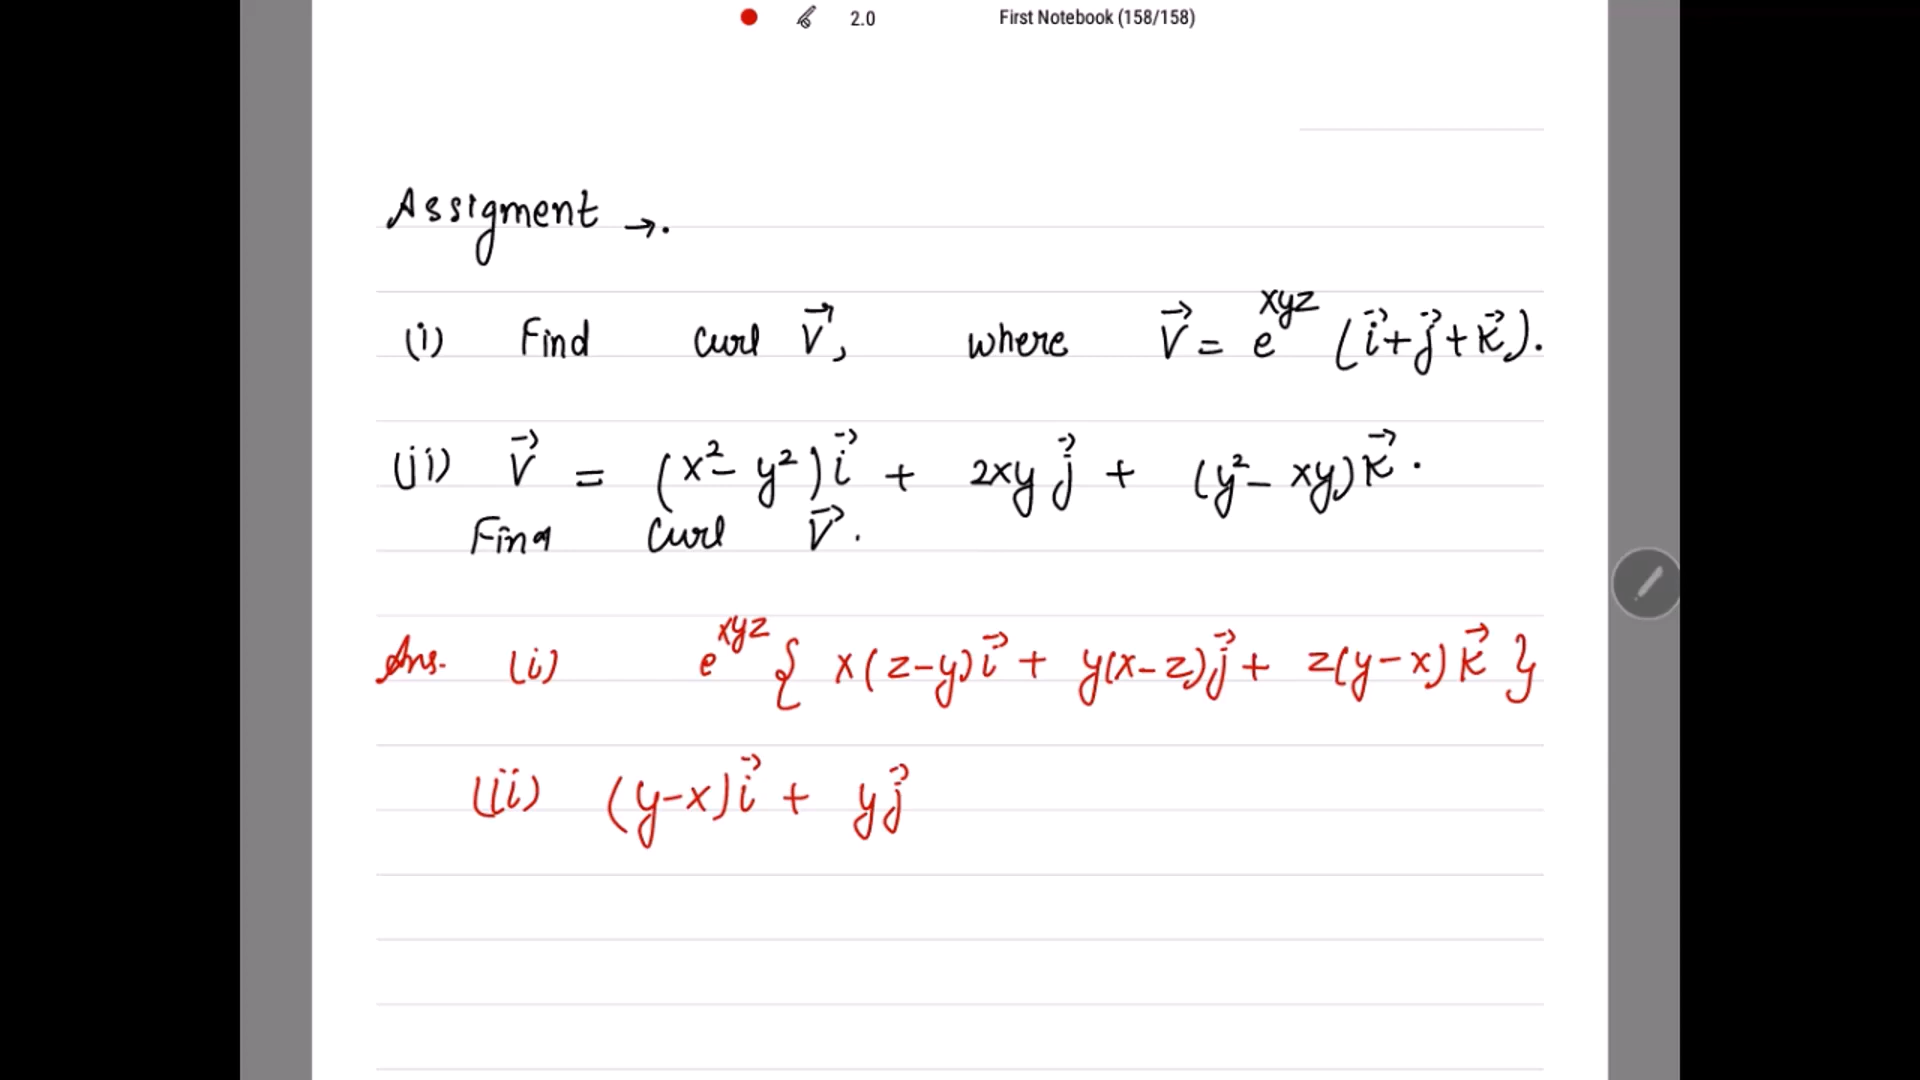 2.0 First Notebook (158/158)
Assigment →.
(i) Find curl V⃗, where V⃗ = e^xyz (i⃗+j⃗+k⃗).
(ii) V⃗ = (x²- y²)i⃗ + 2xy j⃗ + (y²- xy)k⃗.
Find Curl V⃗.
Ans. (i) e^xyz { x(z-y)i⃗ + y(x-z)j⃗ + z(y-x)k⃗ }
(ii) (y-x)i⃗ + yj⃗